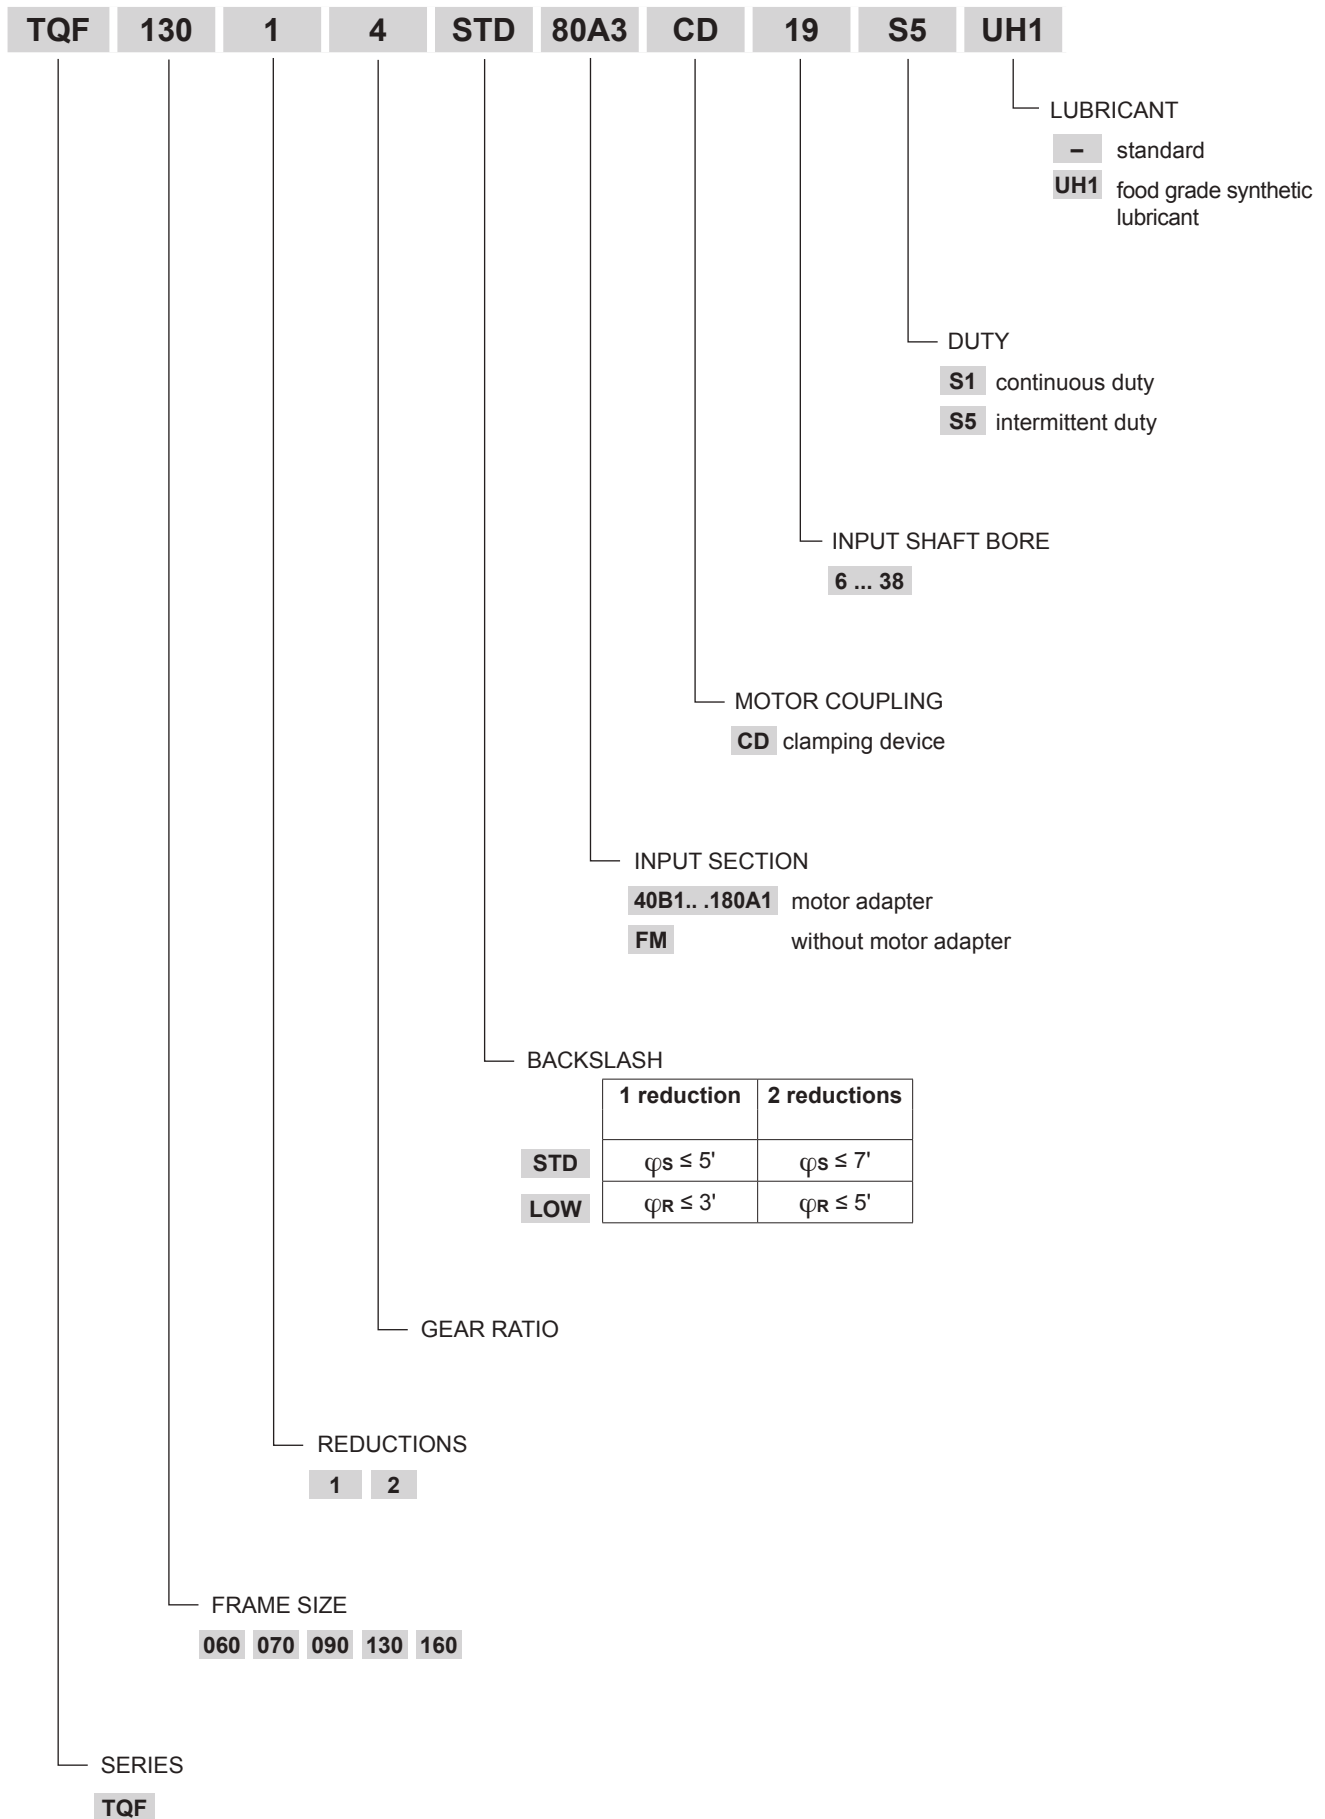 TQF 130 1 4 STD 80A3 CD 19 S5 UH1
LUBRICANT
– standard
UH1 food grade synthetic
lubricant
DUTY
S1 continuous duty
S5 intermittent duty
INPUT SHAFT BORE
6 ... 38
MOTOR COUPLING
CD clamping device
INPUT SECTION
40B1.. .180A1 motor adapter
FM without motor adapter
BACKSLASH
1 reduction 2 reductions
STD φS ≤ 5' φS ≤ 7'
LOW φR ≤ 3' φR ≤ 5'
GEAR RATIO
REDUCTIONS
1 2
FRAME SIZE
060 070 090 130 160
SERIES
TQF